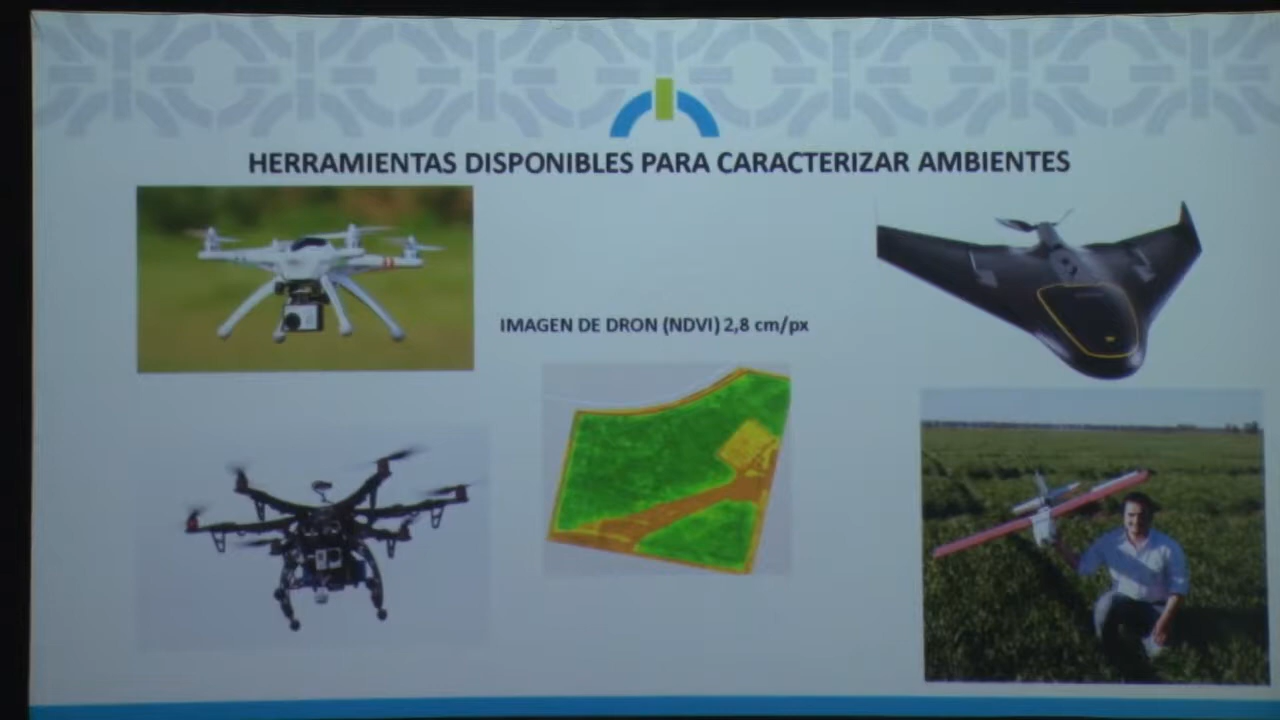 HERRAMIENTAS DISPONIBLES PARA CARACTERIZAR AMBIENTES
IMAGEN DE DRON (NDVI) 2,8 cm/px